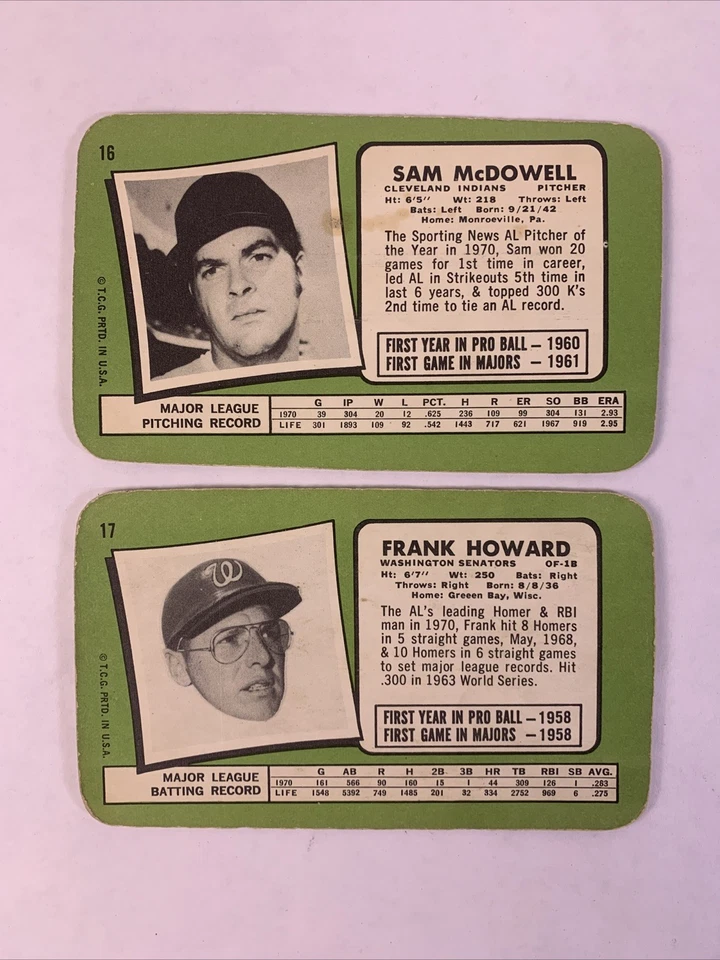 16
SAM McDOWELL
CLEVELAND INDIANS PITCHER
Ht: 6'5" Wt: 218 Throws: Left
Bats: Left Born: 9/21/42
Home: Monroeville, Pa.
The Sporting News AL Pitcher of
the Year in 1970, Sam won 20
games for 1st time in career,
led AL in Strikeouts 5th time in
last 6 years, & topped 300 K's
2nd time to tie an AL record.
FIRST YEAR IN PRO BALL — 1960
FIRST GAME IN MAJORS — 1961
© T.C.G. PRTD. IN U.S.A.
MAJOR LEAGUE
PITCHING RECORD
G IP W L PCT. H R ER SO BB ERA
1970 39 304 20 12 .625 236 109 99 304 131 2.93
LIFE 301 1893 109 92 .542 1443 717 621 1967 919 2.95
17
W
FRANK HOWARD
WASHINGTON SENATORS OF-1B
Ht: 6'7" Wt: 250 Bats: Right
Throws: Right Born: 8/8/36
Home: Greeen Bay, Wisc.
The AL's leading Homer & RBI
man in 1970, Frank hit 8 Homers
in 5 straight games, May, 1968,
& 10 Homers in 6 straight games
to set major league records. Hit
.300 in 1963 World Series.
FIRST YEAR IN PRO BALL — 1958
FIRST GAME IN MAJORS — 1958
© T.C.G. PRTD. IN U.S.A.
MAJOR LEAGUE
BATTING RECORD
G AB R H 2B 3B HR TB RBI SB AVG.
1970 161 566 90 160 15 1 44 309 126 1 .283
LIFE 1548 5392 749 1485 201 32 334 2752 969 6 .275